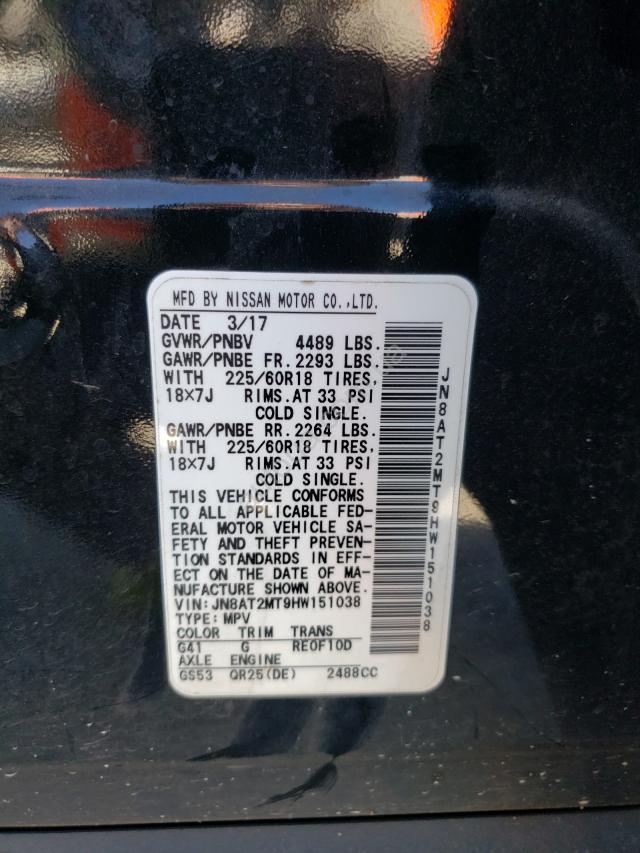 MFD BY NISSAN MOTOR CO.,LTD.
DATE 3/17
GVWR/PNBV 4489 LBS.
GAWR/PNBE FR. 2293 LBS.
WITH 225/60R18 TIRES,
18×7J RIMS.AT 33 PSI
COLD SINGLE.
GAWR/PNBE RR. 2264 LBS.
WITH 225/60R18 TIRES,
18×7J RIMS.AT 33 PSI
COLD SINGLE.
THIS VEHICLE CONFORMS
TO ALL APPLICABLE FED-
ERAL MOTOR VEHICLE SA-
FETY AND THEFT PREVEN-
TION STANDARDS IN EFF-
ECT ON THE DATE OF MA-
NUFACTURE SHOWN ABOVE.
VIN:JN8AT2MT9HW151038
TYPE:MPV
COLOR TRIM TRANS
G41 G RE0F10D
AXLE ENGINE
GS53 QR25(DE) 2488CC
JN8AT2MT9HW151038